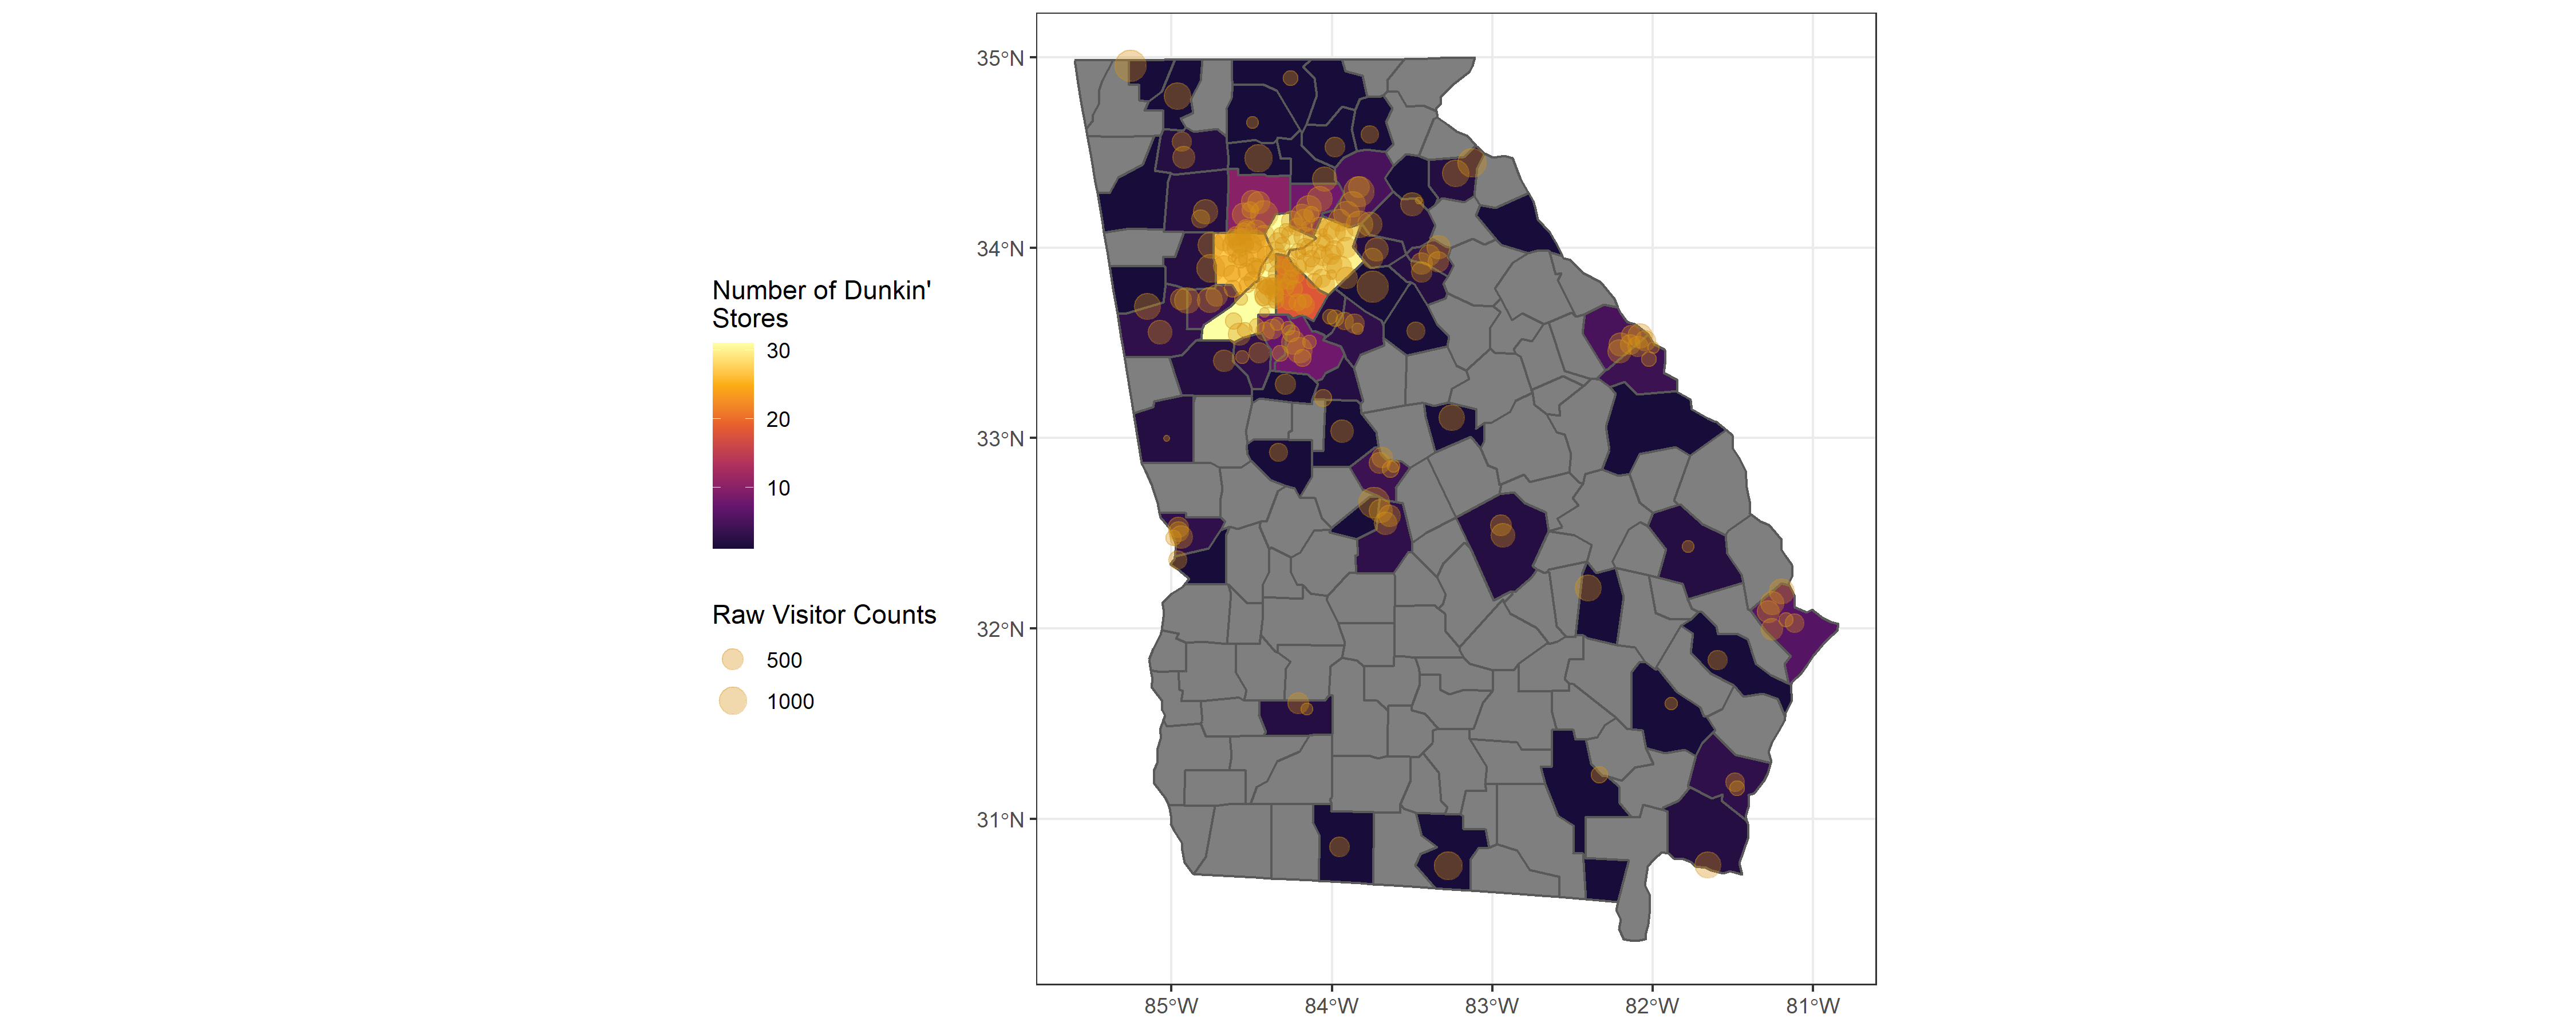 Number of Dunkin'
Stores
30
20
10
Raw Visitor Counts
500
1000
35°N
34°N
33°N
32°N
31°N
85°W
84°W
83°W
82°W
81°W